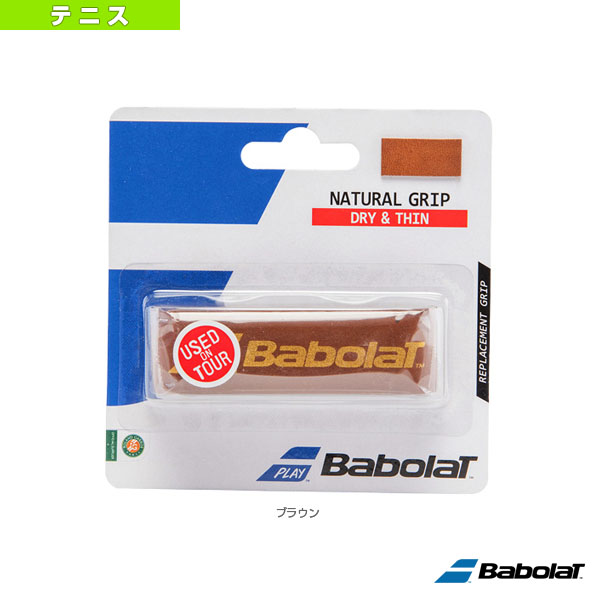 テニス
NATURAL GRIP
DRY & THIN
REPLACEMENT GRIP
USED
ON
TOUR
Babolat
PLAY
Babolat
ブラウン
Babolat